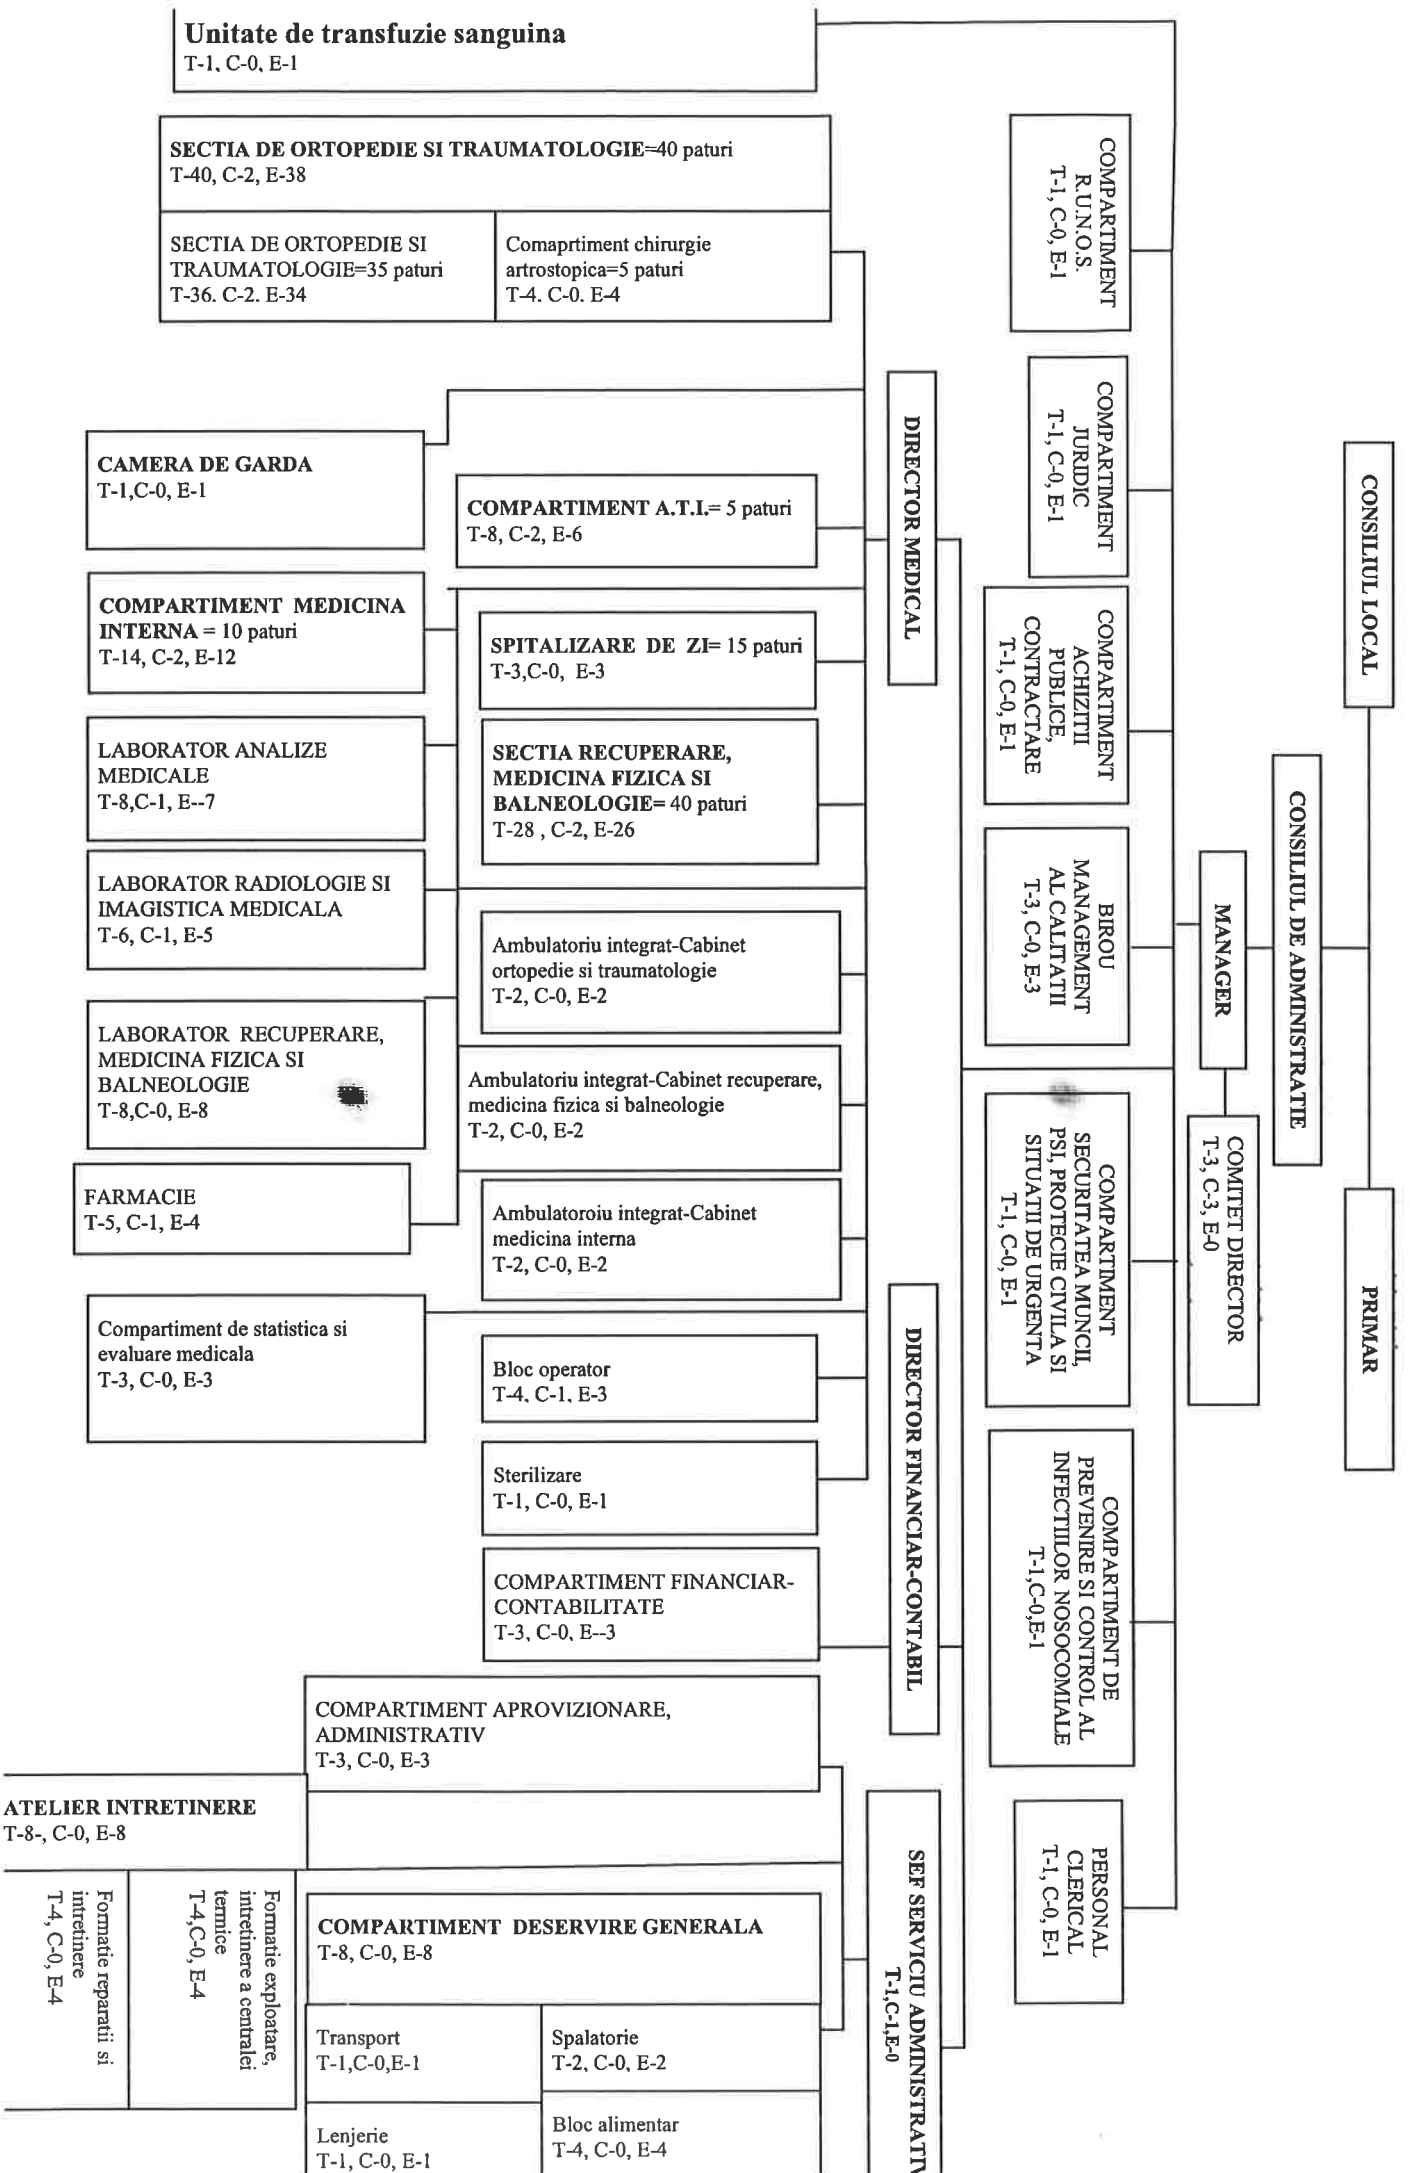 CONSILIUL LOCAL
PRIMAR
CONSILIUL DE ADMINISTRATIE
MANAGER
COMITET DIRECTOR
T-3, C-3, E-0
COMPARTIMENT
R.U.N.O.S.
T-1, C-0, E-1
COMPARTIMENT
JURIDIC
T-1, C-0, E-1
COMPARTIMENT
ACHIZITII
PUBLICE,
CONTRACTARE
T-1, C-0, E-1
BIROU
MANAGEMENT
AL CALITATII
T-3, C-0, E-3
COMPARTIMENT
SECURITATEA MUNCII,
PSI, PROTECIE CIVILA SI
SITUATII DE URGENTA
T-1, C-0, E-1
COMPARTIMENT DE
PREVENIRE SI CONTROL AL
INFECTIILOR NOSOCOMIALE
T-1,C-0,E-1
PERSONAL
CLERICAL
T-1, C-0, E-1
DIRECTOR MEDICAL
DIRECTOR FINANCIAR-CONTABIL
SEF SERVICIU ADMINISTRATIV
T-1,C-1,E-0
Unitate de transfuzie sanguina
T-1, C-0, E-1
SECTIA DE ORTOPEDIE SI TRAUMATOLOGIE=40 paturi
T-40, C-2, E-38
SECTIA DE ORTOPEDIE SI
TRAUMATOLOGIE=35 paturi
T-36. C-2. E-34
Comaprtiment chirurgie
artrostopica=5 paturi
T-4. C-0. E-4
CAMERA DE GARDA
T-1,C-0, E-1
COMPARTIMENT A.T.I.= 5 paturi
T-8, C-2, E-6
COMPARTIMENT MEDICINA
INTERNA = 10 paturi
T-14, C-2, E-12
SPITALIZARE DE ZI= 15 paturi
T-3,C-0, E-3
LABORATOR ANALIZE
MEDICALE
T-8,C-1, E--7
SECTIA RECUPERARE,
MEDICINA FIZICA SI
BALNEOLOGIE= 40 paturi
T-28 , C-2, E-26
LABORATOR RADIOLOGIE SI
IMAGISTICA MEDICALA
T-6, C-1, E-5
Ambulatoriu integrat-Cabinet
ortopedie si traumatologie
T-2, C-0, E-2
LABORATOR RECUPERARE,
MEDICINA FIZICA SI
BALNEOLOGIE
T-8,C-0, E-8
Ambulatoriu integrat-Cabinet recuperare,
medicina fizica si balneologie
T-2, C-0, E-2
FARMACIE
T-5, C-1, E-4
Ambulatoroiu integrat-Cabinet
medicina interna
T-2, C-0, E-2
Compartiment de statistica si
evaluare medicala
T-3, C-0, E-3
Bloc operator
T-4, C-1, E-3
Sterilizare
T-1, C-0, E-1
COMPARTIMENT FINANCIAR-
CONTABILITATE
T-3, C-0, E--3
COMPARTIMENT APROVIZIONARE,
ADMINISTRATIV
T-3, C-0, E-3
ATELIER INTRETINERE
T-8-, C-0, E-8
Formatie exploatare,
intretinere a centralei
termice
T-4,C-0, E-4
Formatie reparatii si
intretinere
T-4, C-0, E-4
COMPARTIMENT DESERVIRE GENERALA
T-8, C-0, E-8
Transport
T-1,C-0,E-1
Spalatorie
T-2, C-0, E-2
Lenjerie
T-1, C-0, E-1
Bloc alimentar
T-4, C-0, E-4